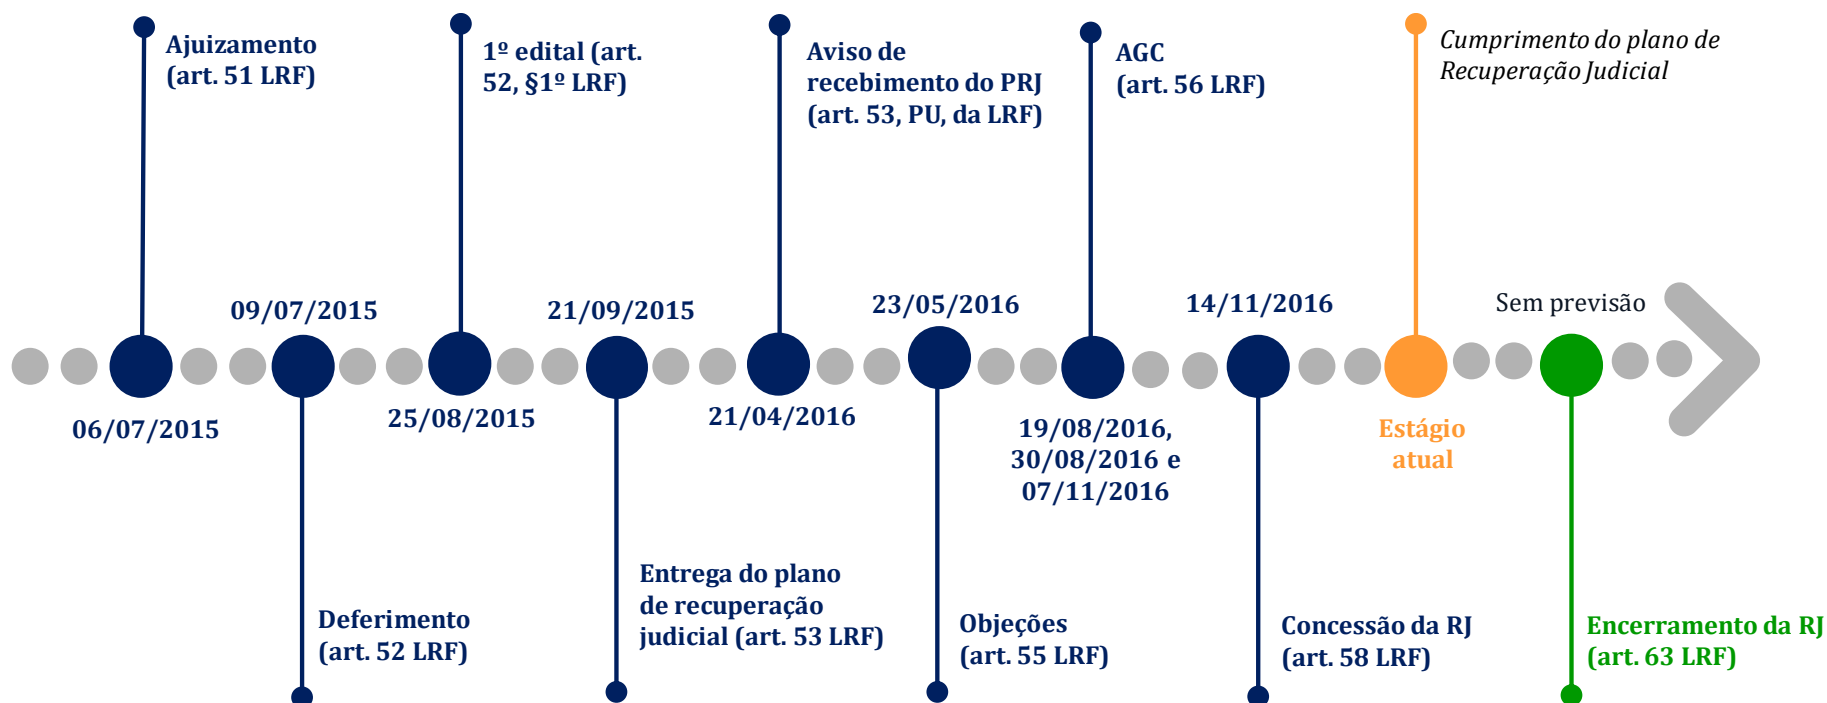 Ajuizamento
(art. 51 LRF)
1º edital (art.
52, §1º LRF)
Aviso de
recebimento do PRJ
(art. 53, PU, da LRF)
AGC
(art. 56 LRF)
Cumprimento do plano de
Recuperação Judicial
09/07/2015
21/09/2015
23/05/2016
14/11/2016
Sem previsão
06/07/2015
25/08/2015
21/04/2016
19/08/2016,
30/08/2016 e
07/11/2016
Estágio
atual
Deferimento
(art. 52 LRF)
Entrega do plano
de recuperação
judicial (art. 53 LRF)
Objeções
(art. 55 LRF)
Concessão da RJ
(art. 58 LRF)
Encerramento da RJ
(art. 63 LRF)